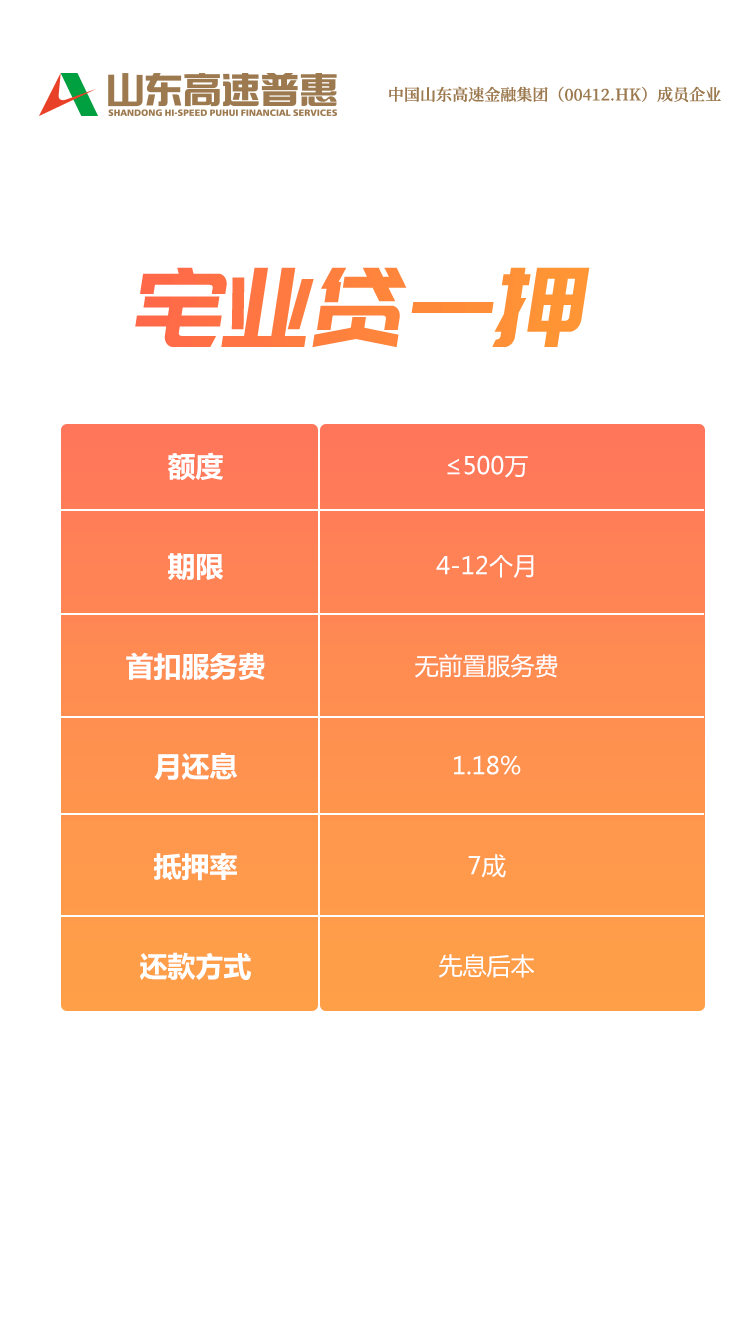 山东高速普惠
SHANDONG HI-SPEED PUHUI FINANCIAL SERVICES
中国山东高速金融集团（00412.HK）成员企业
宅业贷一押
额度 ≤500万
期限 4-12个月
首扣服务费 无前置服务费
月还息 1.18%
抵押率 7成
还款方式 先息后本